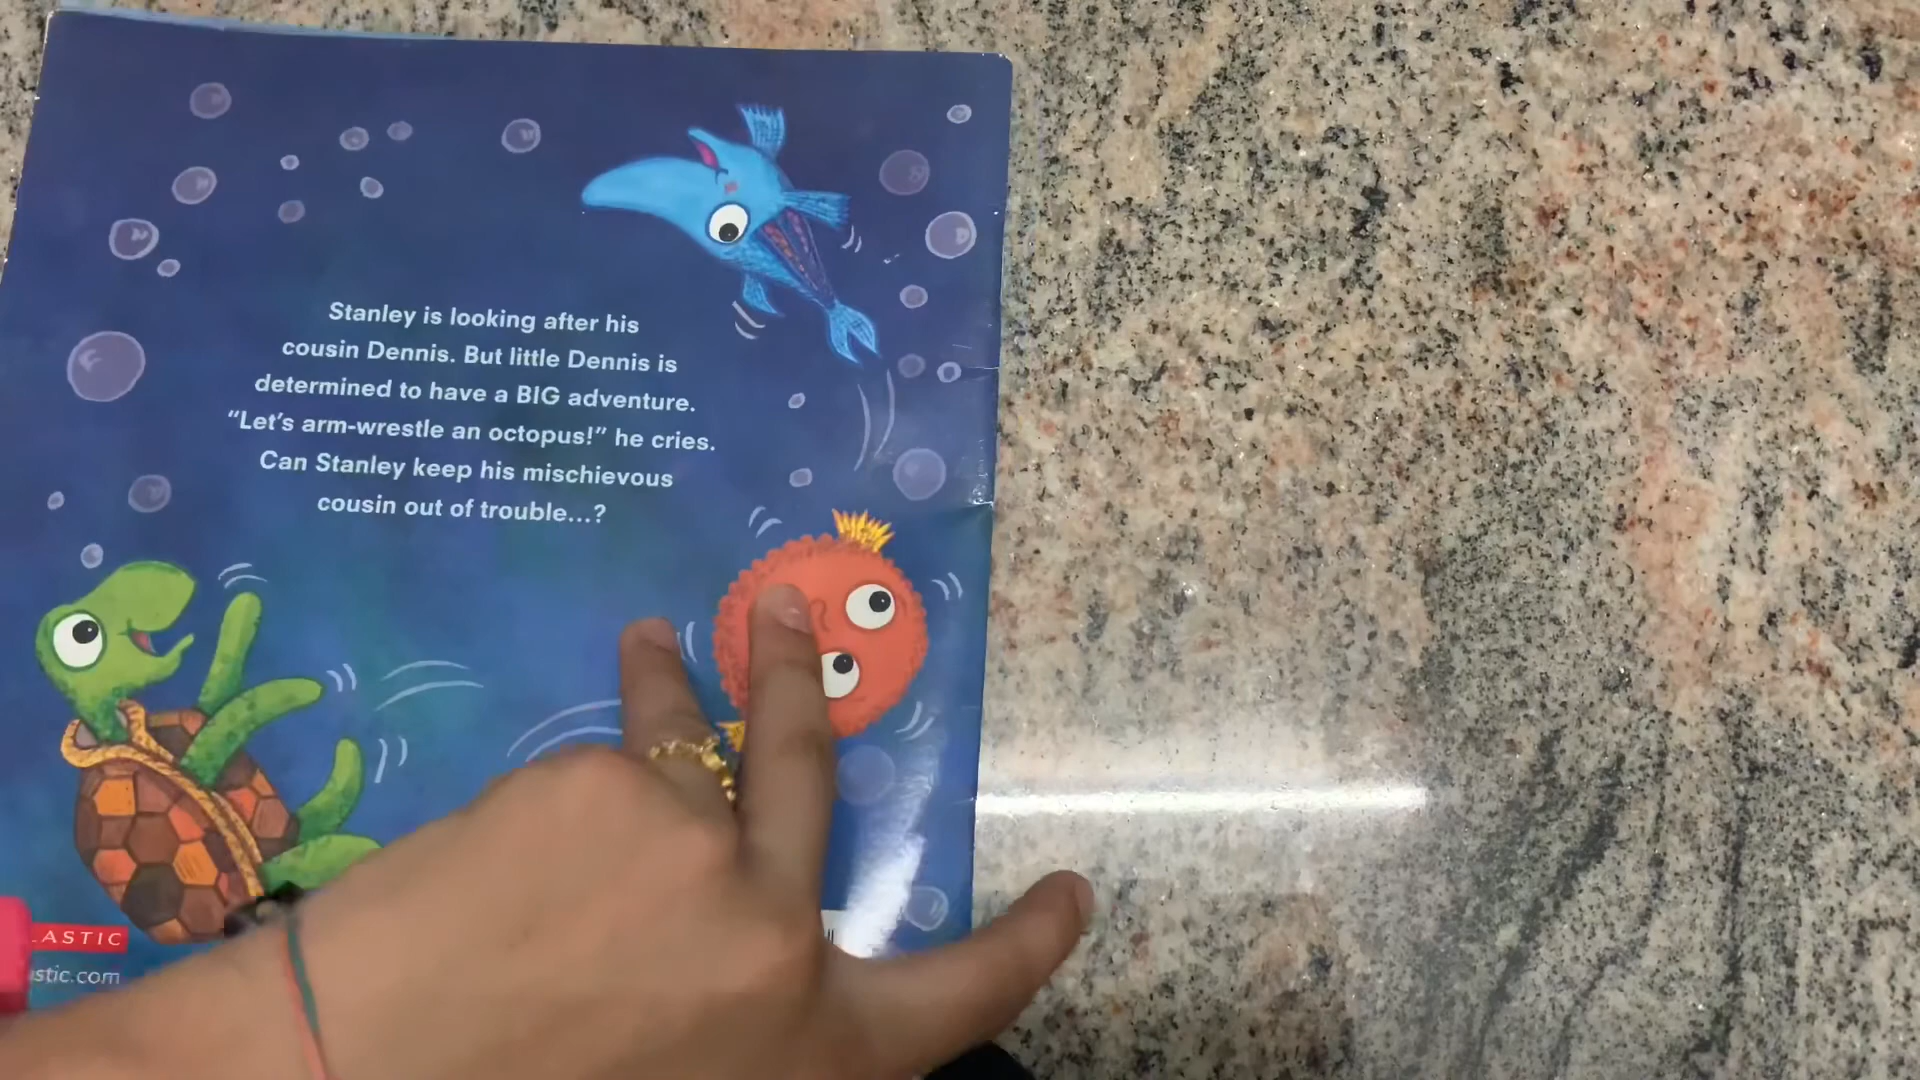 Stanley is looking after his
cousin Dennis. But little Dennis is
determined to have a BIG adventure.
“Let's arm-wrestle an octopus!” he cries.
Can Stanley keep his mischievous
cousin out of trouble...?
LASTIC
stic.com